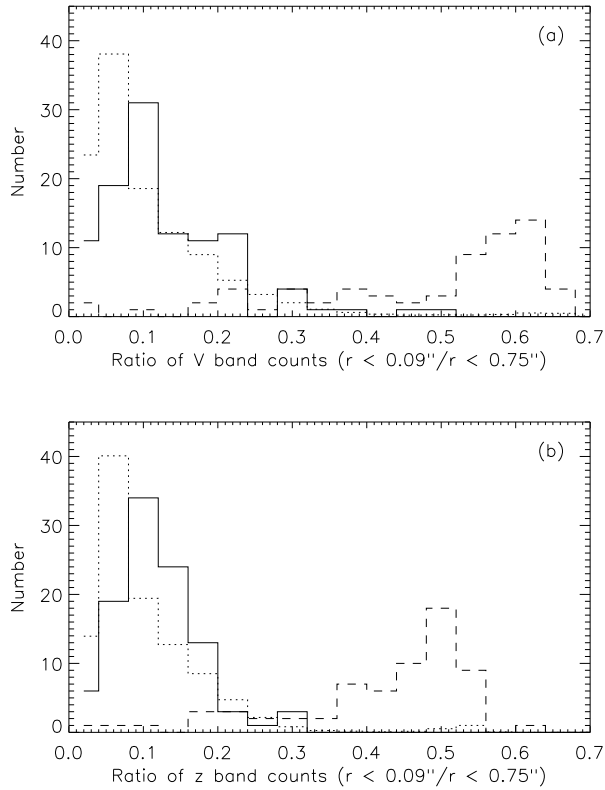 (a)
40
30
20
10
0
Number
0.0 0.1 0.2 0.3 0.4 0.5 0.6 0.7
Ratio of V band counts (r < 0.09"/r < 0.75")
(b)
40
30
20
10
0
Number
0.0 0.1 0.2 0.3 0.4 0.5 0.6 0.7
Ratio of z band counts (r < 0.09"/r < 0.75")